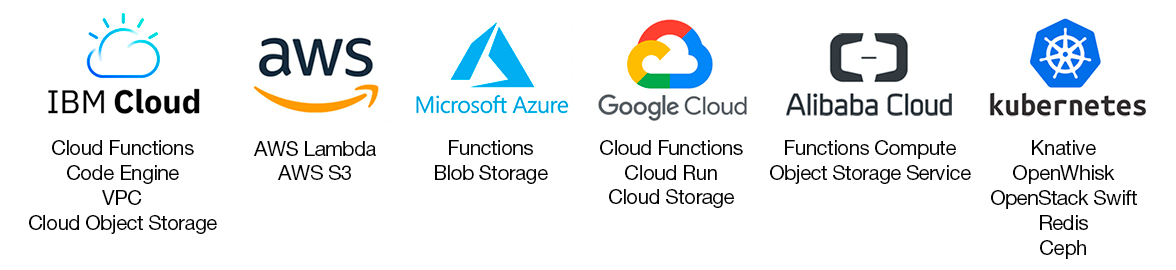 IBM Cloud
Cloud Functions
Code Engine
VPC
Cloud Object Storage
aws
AWS Lambda
AWS S3
Microsoft Azure
Functions
Blob Storage
Google Cloud
Cloud Functions
Cloud Run
Cloud Storage
Alibaba Cloud
Functions Compute
Object Storage Service
kubernetes
Knative
OpenWhisk
OpenStack Swift
Redis
Ceph